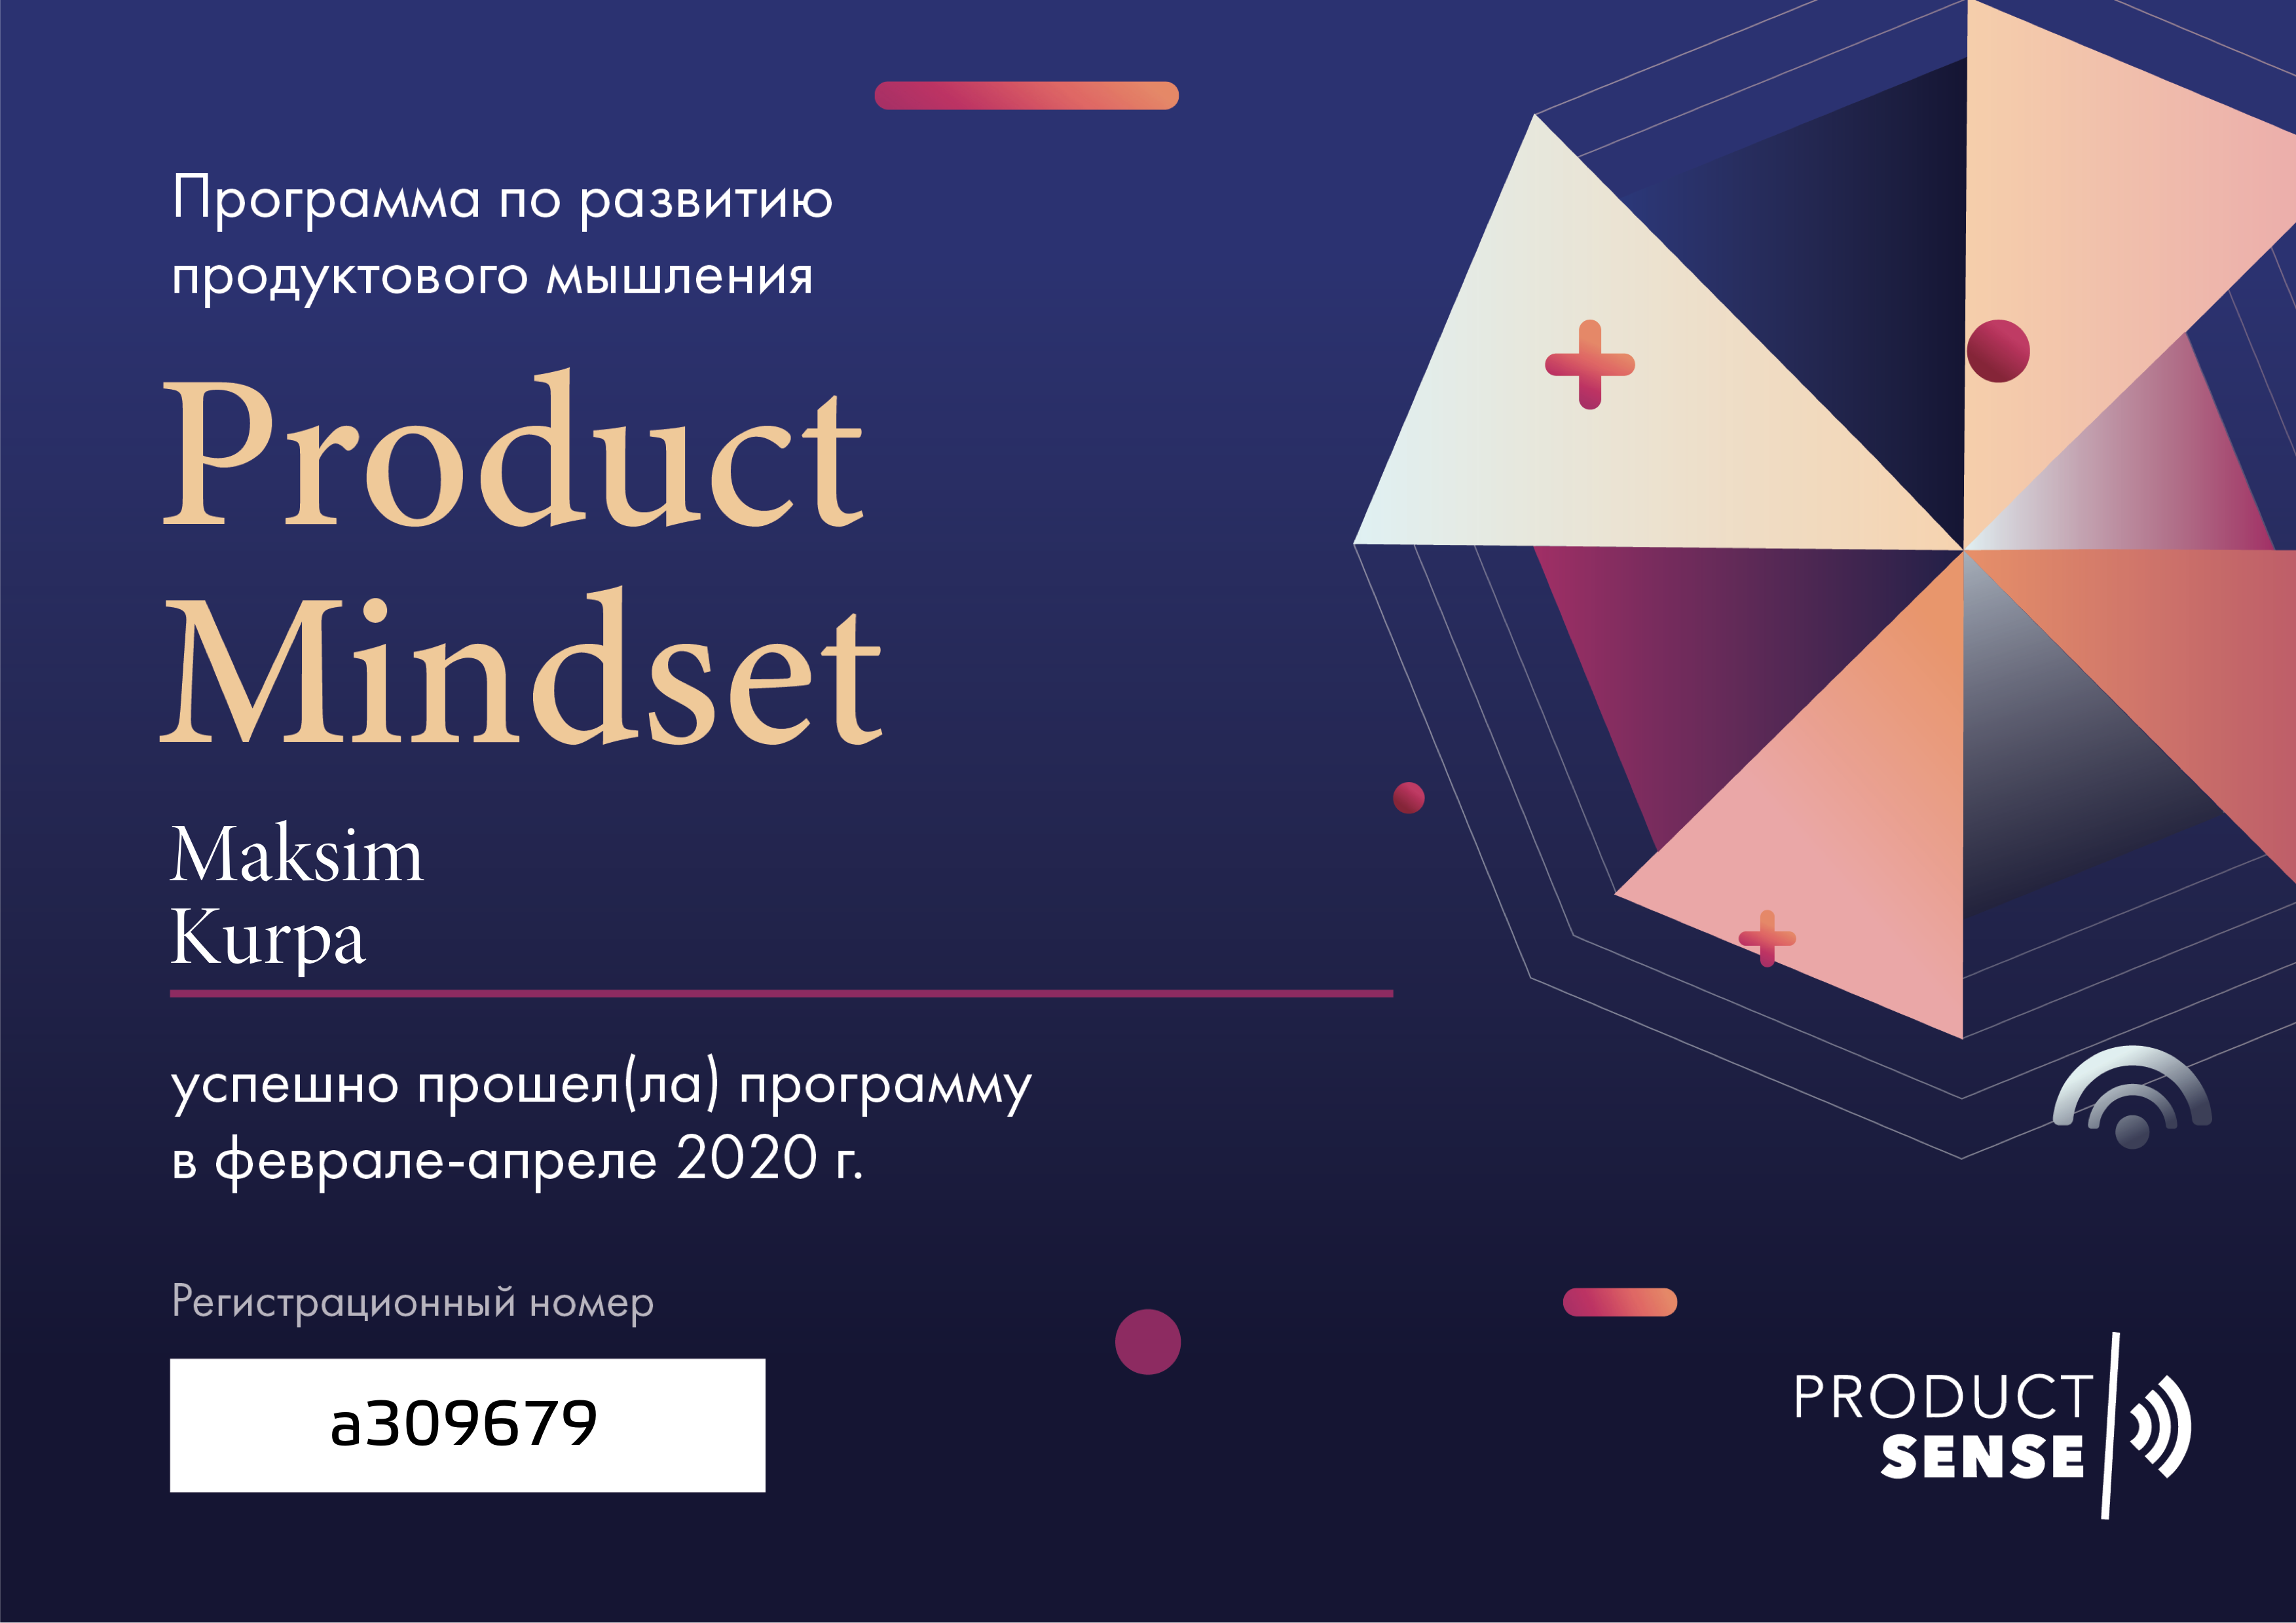 Программа по развитию
продуктового мышления
Product
Mindset
Maksim
Kurpa
успешно прошел(ла) программу
в феврале-апреле 2020 г.
Регистрационный номер
a309679
PRODUCT
SENSE